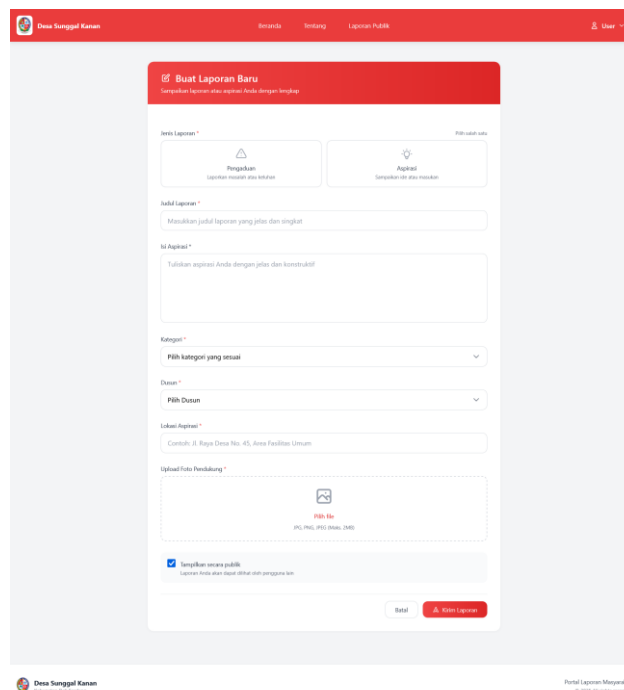 Desa Sunggal Kanan
Beranda Tentang Laporan Publik
User
Buat Laporan Baru
Sampaikan laporan atau aspirasi Anda dengan lengkap
Jenis Laporan *
Pilih salah satu
Pengaduan
Laporkan masalah atau keluhan
Aspirasi
Sampaikan ide atau masukan
Judul Laporan *
Masukkan judul laporan yang jelas dan singkat
Isi Aspirasi *
Tuliskan aspirasi Anda dengan jelas dan konstruktif
Kategori *
Pilih kategori yang sesuai
Dusun *
Pilih Dusun
Lokasi Aspirasi *
Contoh: Jl. Raya Desa No. 45, Area Fasilitas Umum
Upload Foto Pendukung *
Pilih file
JPG, PNG, JPEG (Maks. 2MB)
Tampilkan secara publik
Laporan Anda akan dapat dilihat oleh pengguna lain
Batal
Kirim Laporan
Desa Sunggal Kanan
Portal Laporan Masyara